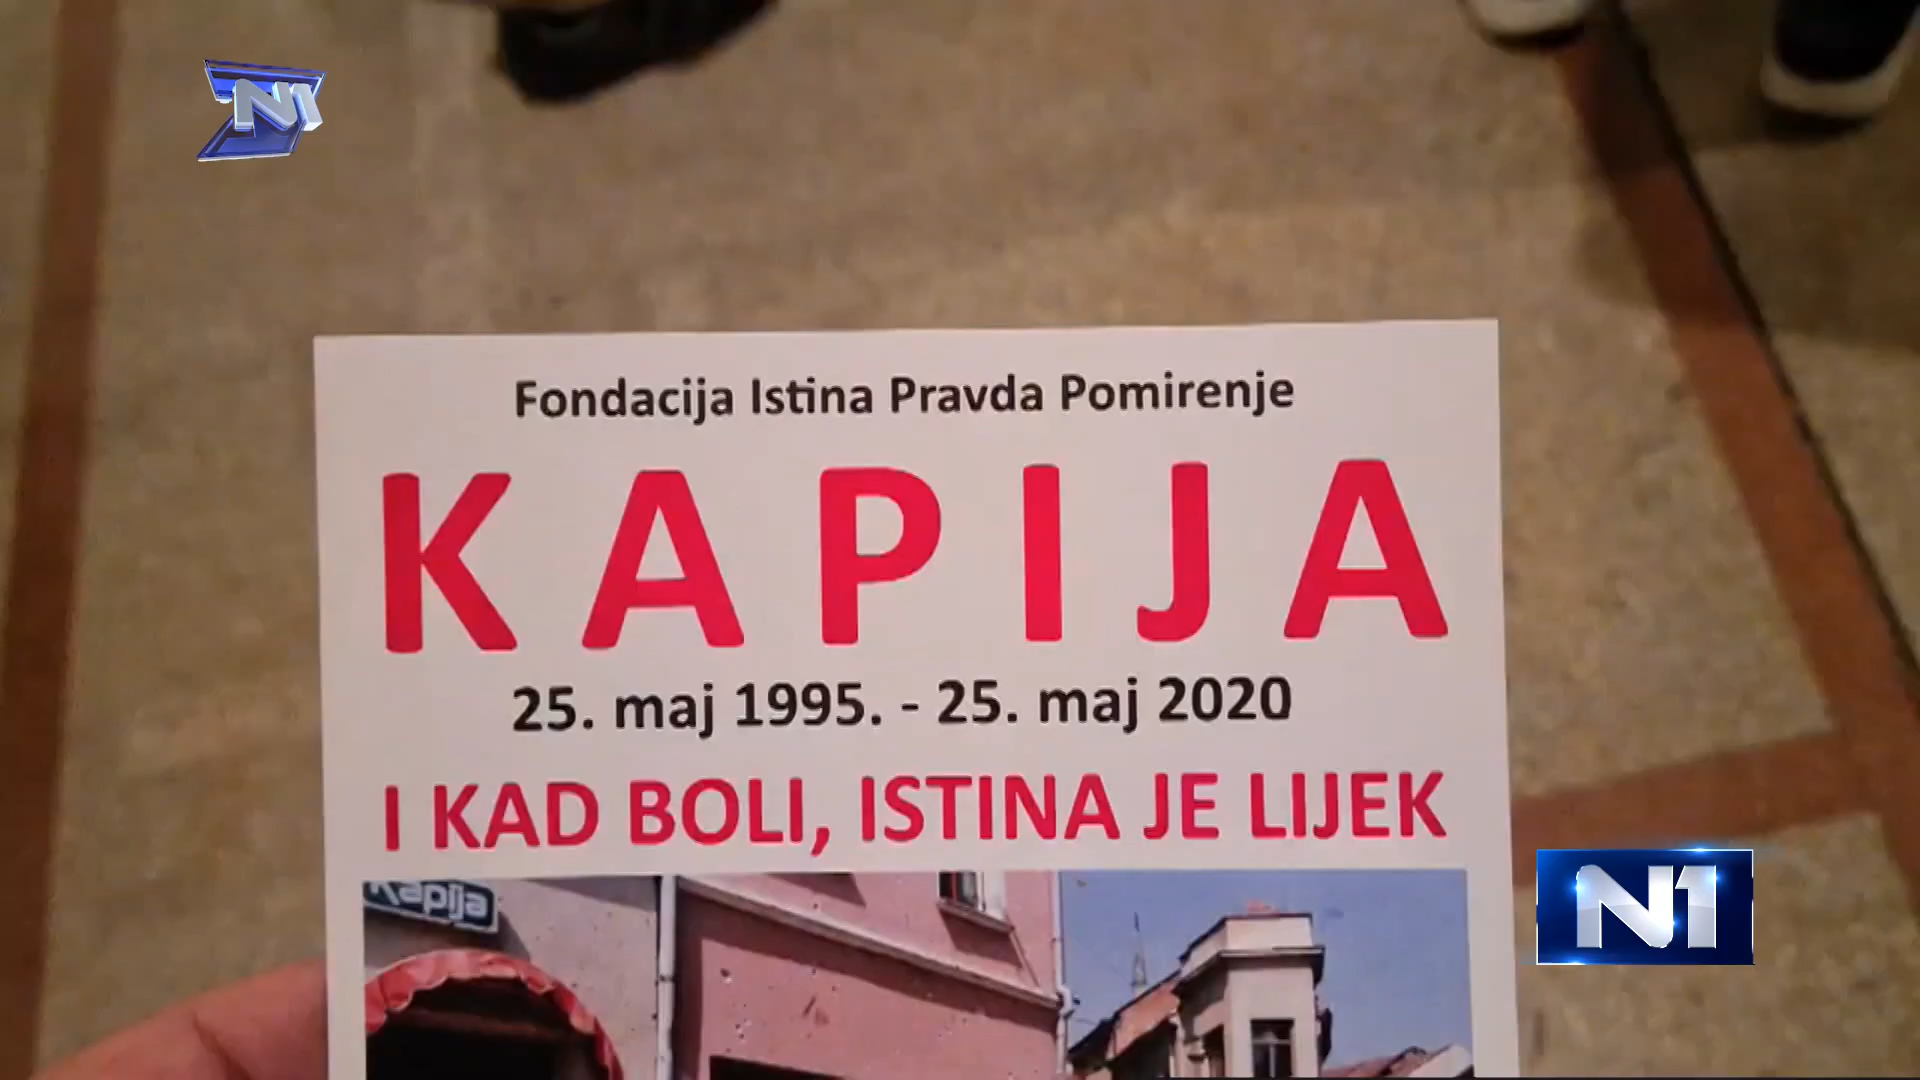 N1
Fondacija Istina Pravda Pomirenje
KAPIJA
25. maj 1995. - 25. maj 2020
I KAD BOLI, ISTINA JE LIJEK
Kapija
N1